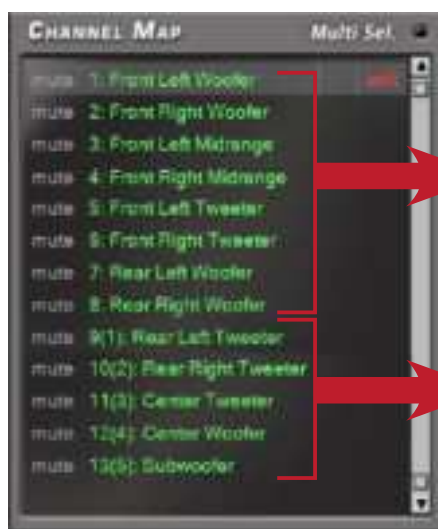 CHANNEL MAP Multi Sel.
mute 1: Front Left Woofer
mute 2: Front Right Woofer
mute 3: Front Left Midrange
mute 4: Front Right Midrange
mute 5: Front Left Tweeter
mute 6: Front Right Tweeter
mute 7: Rear Left Woofer
mute 8: Rear Right Woofer
mute 9(1): Rear Left Tweeter
mute 10(2): Rear Right Tweeter
mute 11(3): Center Tweeter
mute 12(4): Center Woofer
mute 13(5): Subwoofer